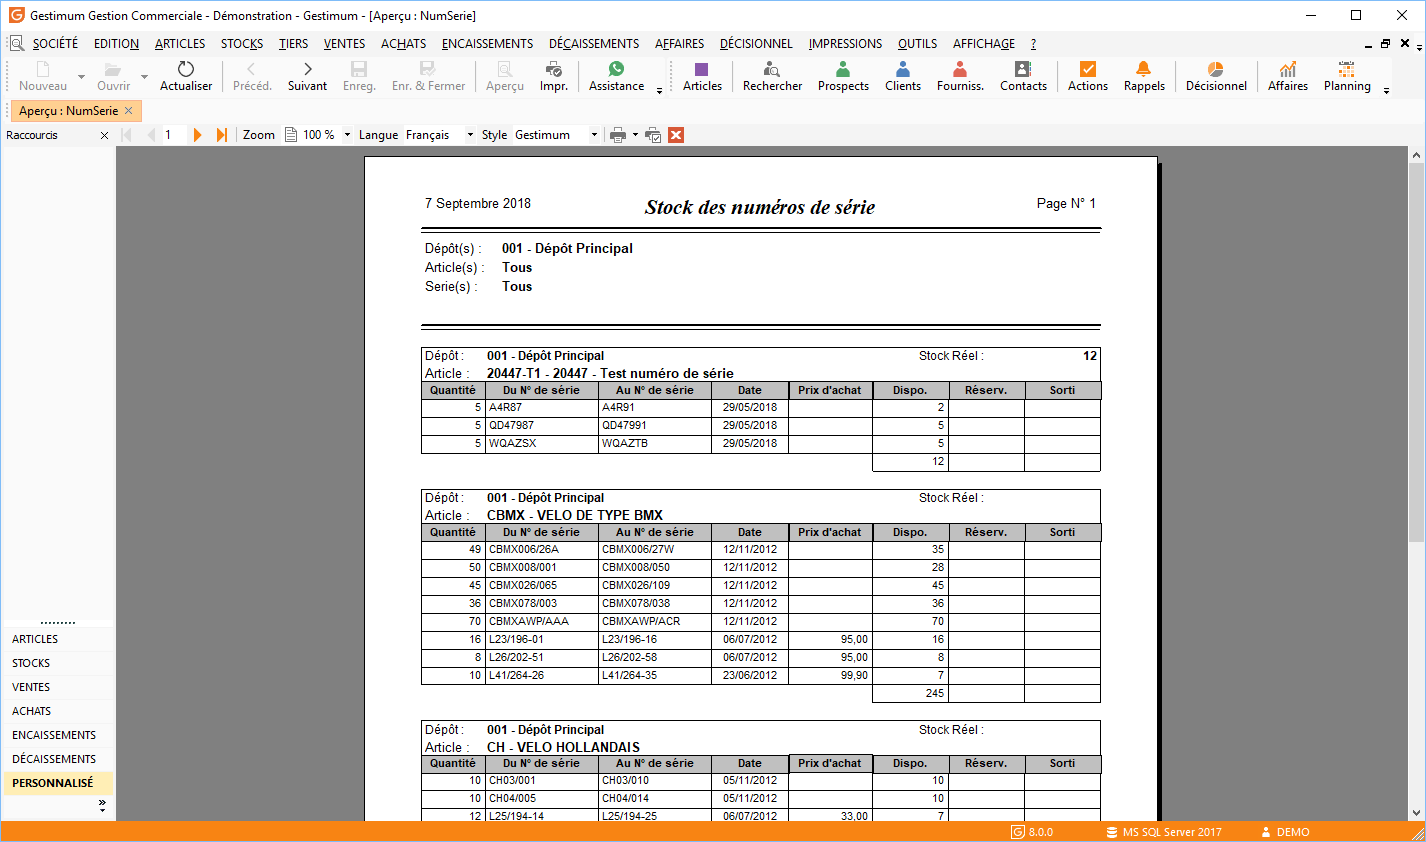 Gestimum Gestion Commerciale - Démonstration - Gestimum - [Aperçu : NumSerie]
SOCIÉTÉ EDITION ARTICLES STOCKS TIERS VENTES ACHATS ENCAISSEMENTS DÉCAISSEMENTS AFFAIRES DÉCISIONNEL IMPRESSIONS OUTILS AFFICHAGE ?
Nouveau Ouvrir Actualiser Précéd. Suivant Enreg. Enr. & Fermer Aperçu Impr. Assistance Articles Rechercher Prospects Clients Fourniss. Contacts Actions Rappels Décisionnel Affaires Planning
Aperçu : NumSerie
Raccourcis 1 Zoom 100 % Langue Français Style Gestimum
7 Septembre 2018 Stock des numéros de série Page N° 1
Dépôt(s) : 001 - Dépôt Principal
Article(s) : Tous
Serie(s) : Tous
Dépôt : 001 - Dépôt Principal Stock Réel : 12
Article : 20447-T1 - 20447 - Test numéro de série
Quantité Du N° de série Au N° de série Date Prix d'achat Dispo. Réserv. Sorti
5 A4R87 A4R91 29/05/2018 2
5 QD47987 QD47991 29/05/2018 5
5 WQAZSX WQAZTB 29/05/2018 5
12
Dépôt : 001 - Dépôt Principal Stock Réel :
Article : CBMX - VELO DE TYPE BMX
Quantité Du N° de série Au N° de série Date Prix d'achat Dispo. Réserv. Sorti
49 CBMX006/26A CBMX006/27W 12/11/2012 35
50 CBMX008/001 CBMX008/050 12/11/2012 28
45 CBMX026/065 CBMX026/109 12/11/2012 45
36 CBMX078/003 CBMX078/038 12/11/2012 36
70 CBMXAWP/AAA CBMXAWP/ACR 12/11/2012 70
16 L23/196-01 L23/196-16 06/07/2012 95,00 16
8 L26/202-51 L26/202-58 06/07/2012 95,00 8
10 L41/264-26 L41/264-35 23/06/2012 99,90 7
245
Dépôt : 001 - Dépôt Principal Stock Réel :
Article : CH - VELO HOLLANDAIS
Quantité Du N° de série Au N° de série Date Prix d'achat Dispo. Réserv. Sorti
10 CH03/001 CH03/010 05/11/2012 10
10 CH04/005 CH04/014 05/11/2012 10
12 L25/194-14 L25/194-25 06/07/2012 33,00 7
ARTICLES
STOCKS
VENTES
ACHATS
ENCAISSEMENTS
DÉCAISSEMENTS
PERSONNALISÉ
8.0.0 MS SQL Server 2017 DEMO